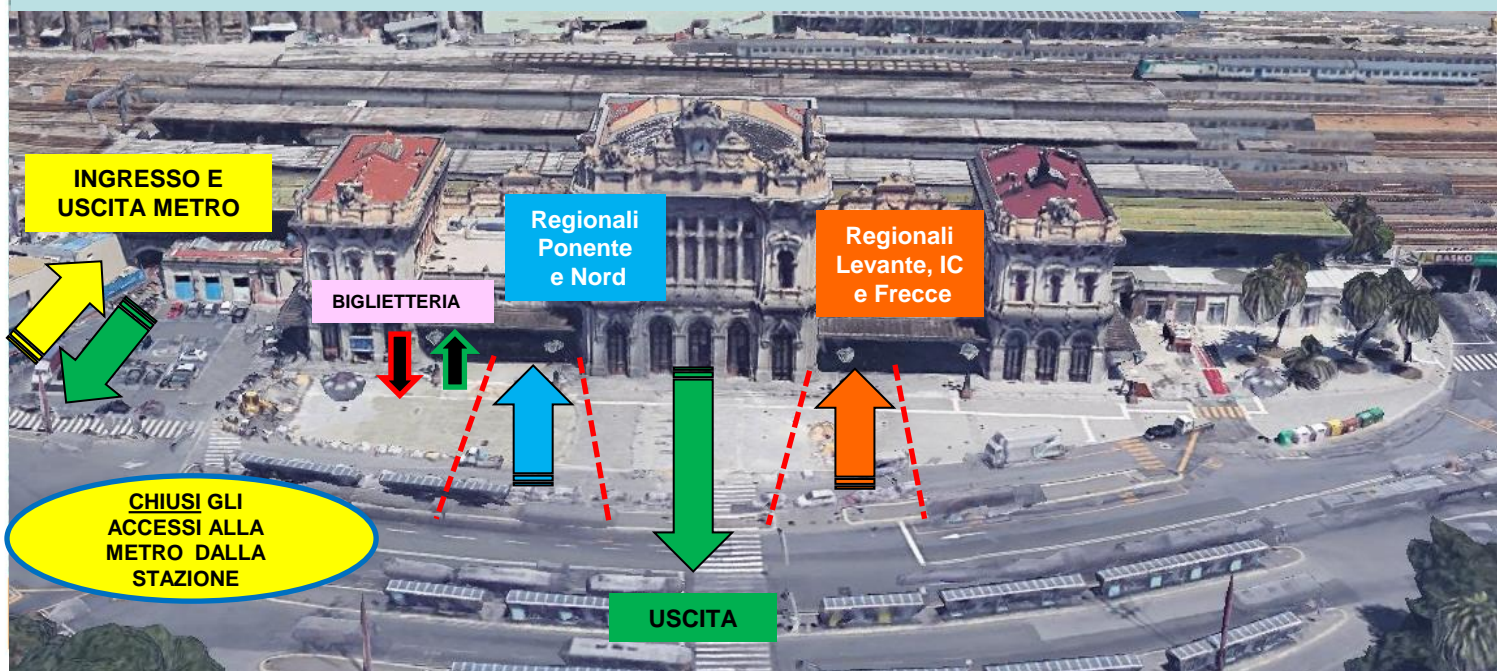 INGRESSO E
USCITA METRO
Regionali
Ponente
e Nord
Regionali
Levante, IC
e Frecce
BASKO
BIGLIETTERIA
CHIUSI GLI
ACCESSI ALLA
METRO DALLA
STAZIONE
USCITA